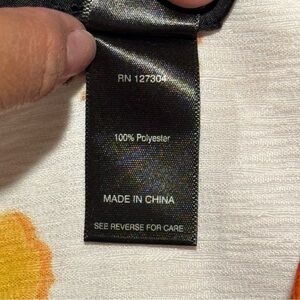 RN 127304
100% Polyester
MADE IN CHINA
SEE REVERSE FOR CARE